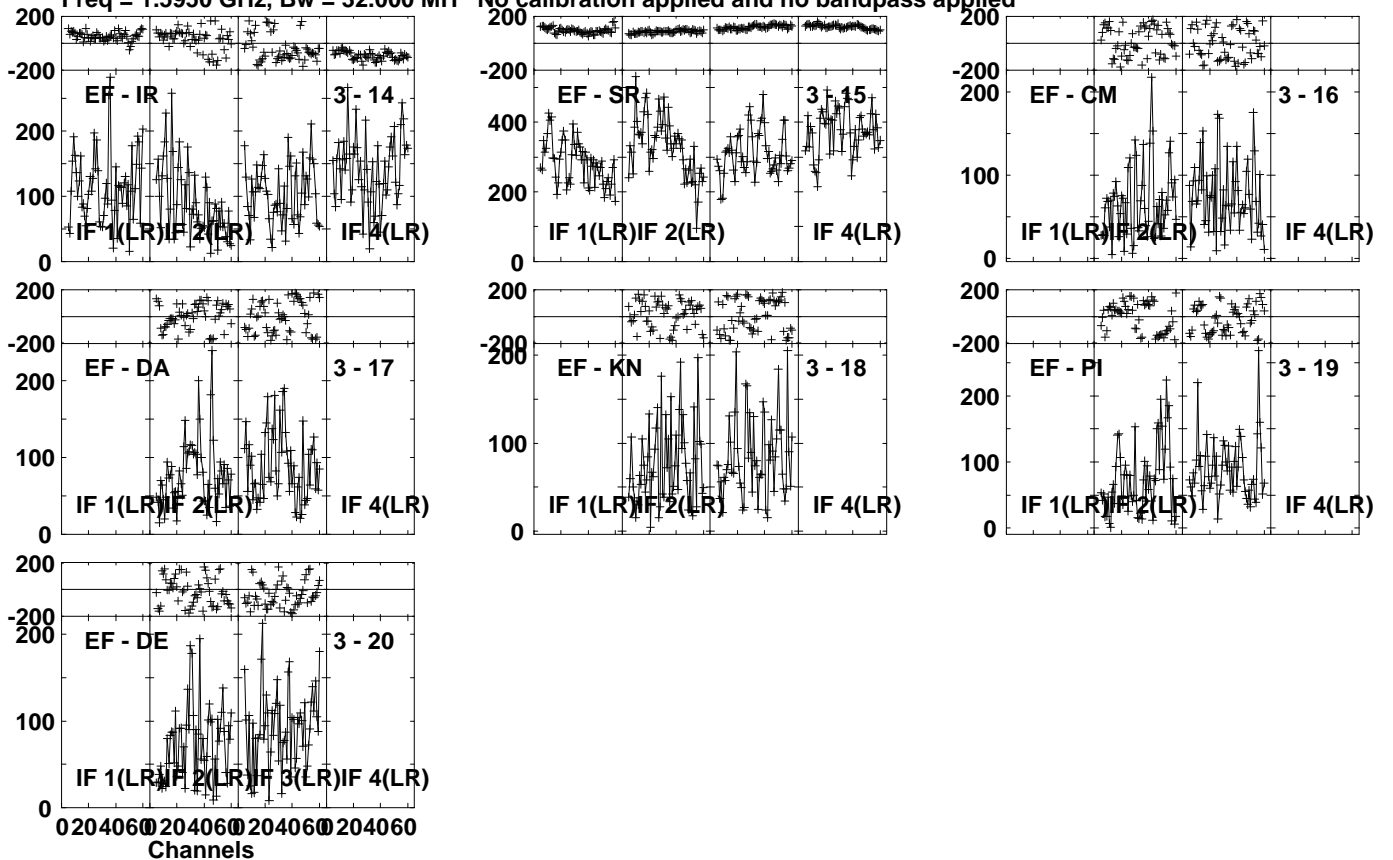 Freq = 1.5950 GHz, Bw = 32.000 MH No calibration applied and no bandpass applied
200
-200
EF - IR
3 - 14
200
100
0
IF 1(LR) IF 2(LR) IF 4(LR)
200
-200
EF - SR
3 - 15
400
200
0
IF 1(LR) IF 2(LR) IF 4(LR)
200
-200
EF - CM
3 - 16
200
100
0
IF 1(LR) IF 2(LR) IF 4(LR)
200
-200
EF - DA
3 - 17
200
100
0
IF 1(LR) IF 2(LR) IF 4(LR)
200
-200
EF - KN
3 - 18
200
100
0
IF 1(LR) IF 2(LR) IF 4(LR)
200
-200
EF - PI
3 - 19
200
100
0
IF 1(LR) IF 2(LR) IF 4(LR)
200
-200
EF - DE
3 - 20
200
100
0
IF 1(LR) IF 2(LR) IF 3(LR) IF 4(LR)
0 20 40 60 0 20 40 60 0 20 40 60 0 20 40 60
Channels